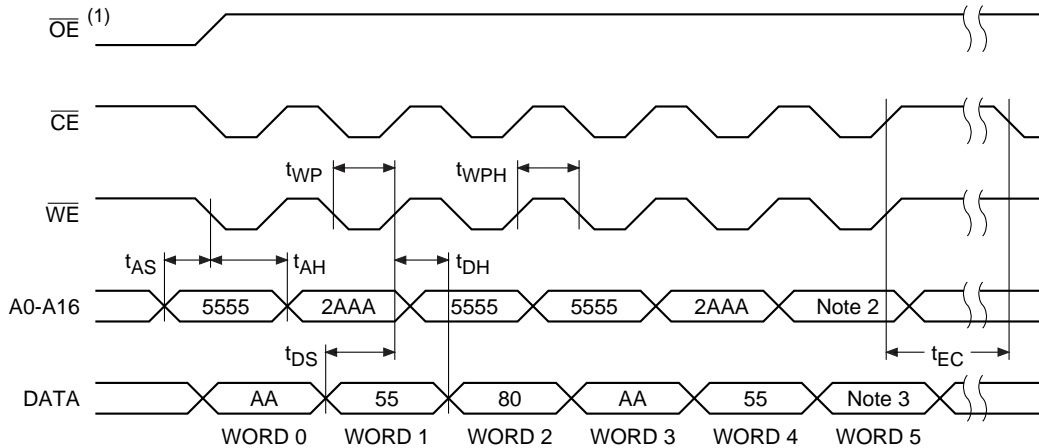 OE (1)
CE
tWP tWPH
WE
tAS tAH tDH
A0-A16 5555 2AAA 5555 5555 2AAA Note 2
tDS tEC
DATA AA 55 80 AA 55 Note 3
WORD 0 WORD 1 WORD 2 WORD 3 WORD 4 WORD 5